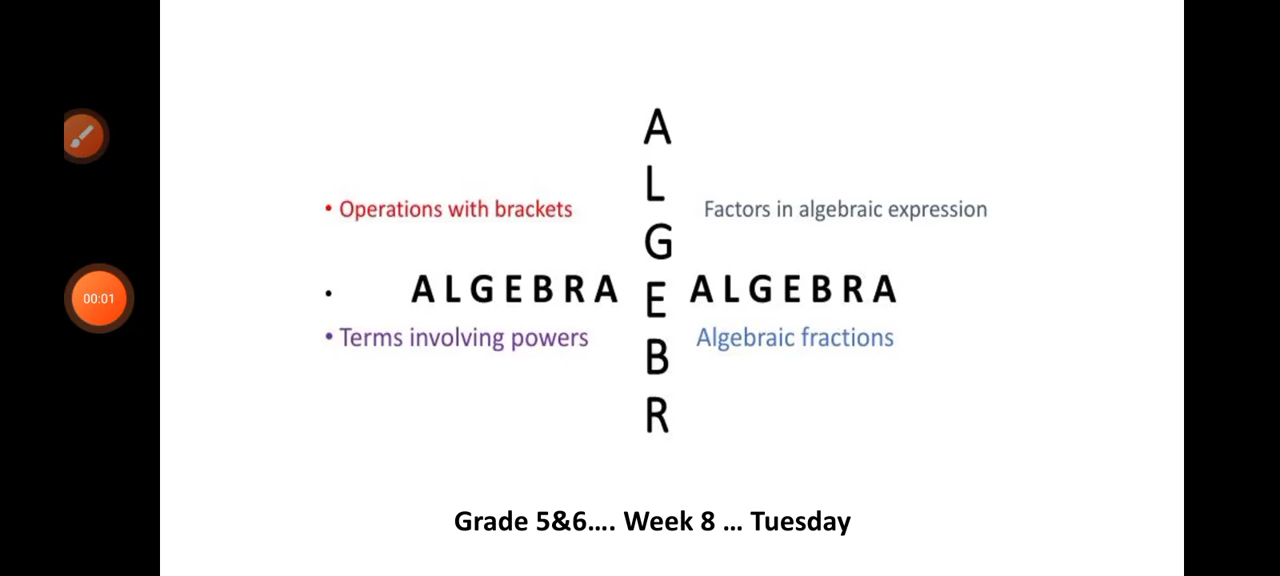 A
L
• Operations with brackets
Factors in algebraic expression
G
• ALGEBRA
E
ALGEBRA
00:01
• Terms involving powers
Algebraic fractions
B
R
Grade 5&6.... Week 8 ... Tuesday